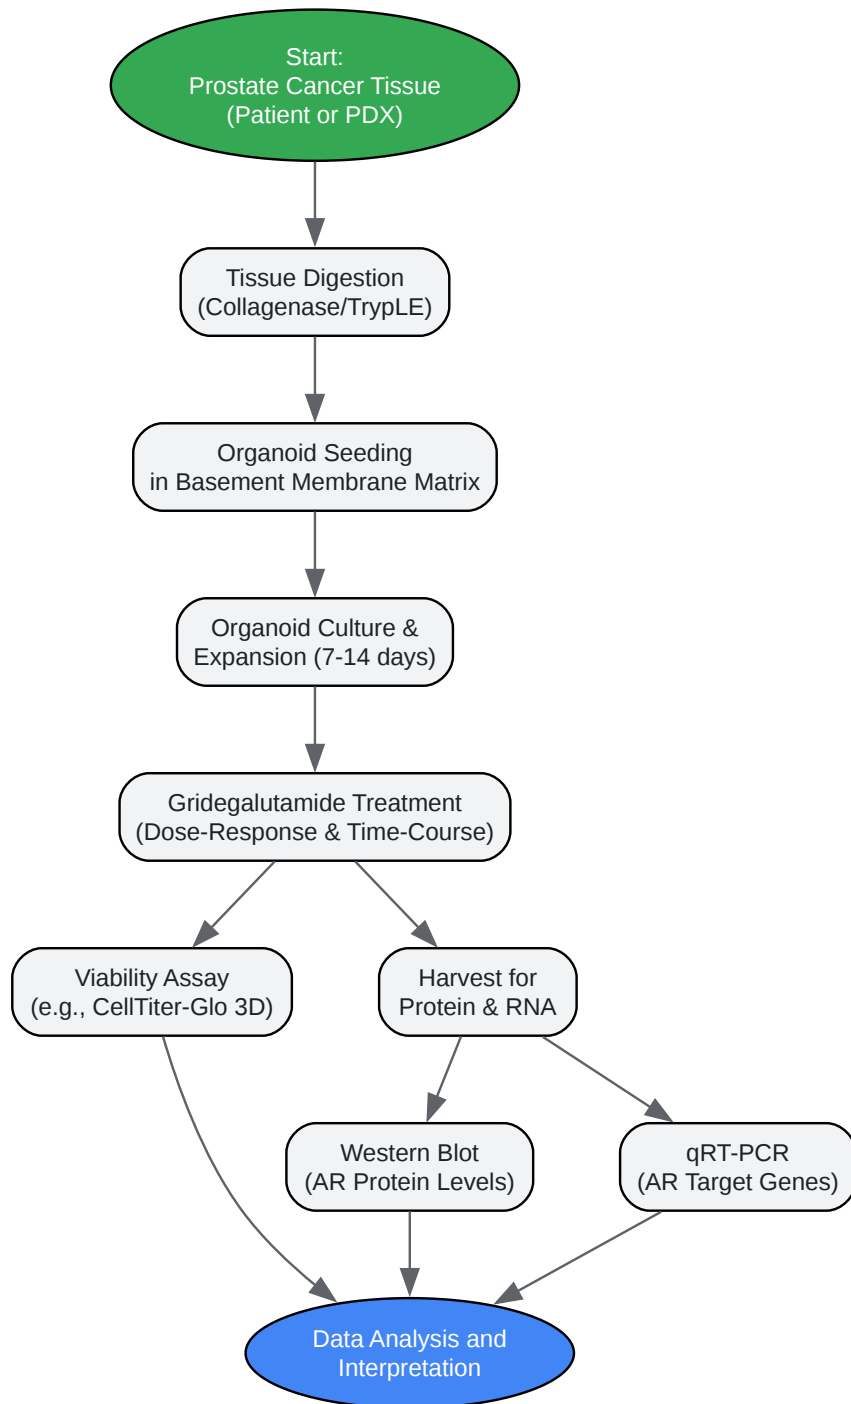 Start:
Prostate Cancer Tissue
(Patient or PDX)
Tissue Digestion
(Collagenase/TrypLE)
Organoid Seeding
in Basement Membrane Matrix
Organoid Culture &
Expansion (7-14 days)
Gridegalutamide Treatment
(Dose-Response & Time-Course)
Viability Assay
(e.g., CellTiter-Glo 3D)
Harvest for
Protein & RNA
Western Blot
(AR Protein Levels)
qRT-PCR
(AR Target Genes)
Data Analysis and
Interpretation